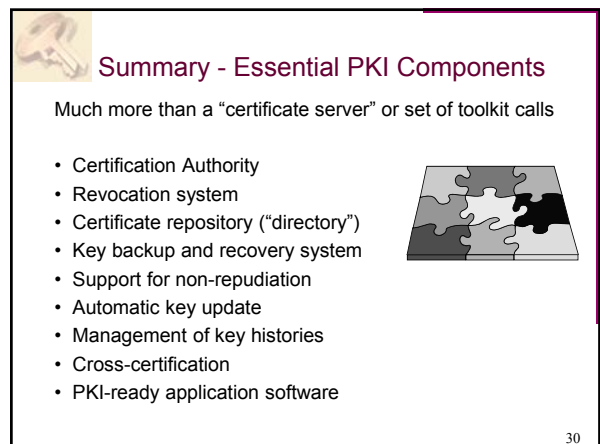 Summary - Essential PKI Components
Much more than a “certificate server” or set of toolkit calls
• Certification Authority
• Revocation system
• Certificate repository (“directory”)
• Key backup and recovery system
• Support for non-repudiation
• Automatic key update
• Management of key histories
• Cross-certification
• PKI-ready application software
30